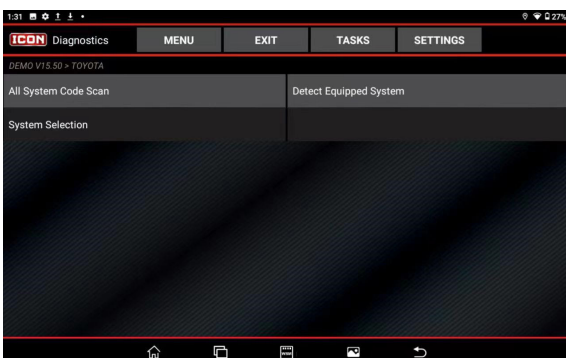 1:31 27%
ICON Diagnostics MENU EXIT TASKS SETTINGS
DEMO V15.50 > TOYOTA
All System Code Scan Detect Equipped System
System Selection